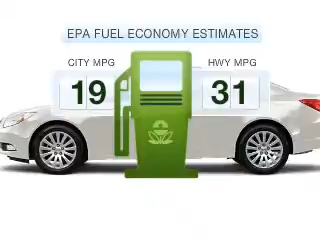 EPA FUEL ECONOMY ESTIMATES
CITY MPG HWY MPG
19 31